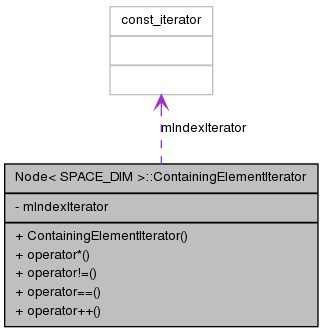 const_iterator
mIndexIterator
Node< SPACE_DIM >::ContainingElementIterator
- mIndexIterator
+ ContainingElementIterator()
+ operator*()
+ operator!=()
+ operator==()
+ operator++()